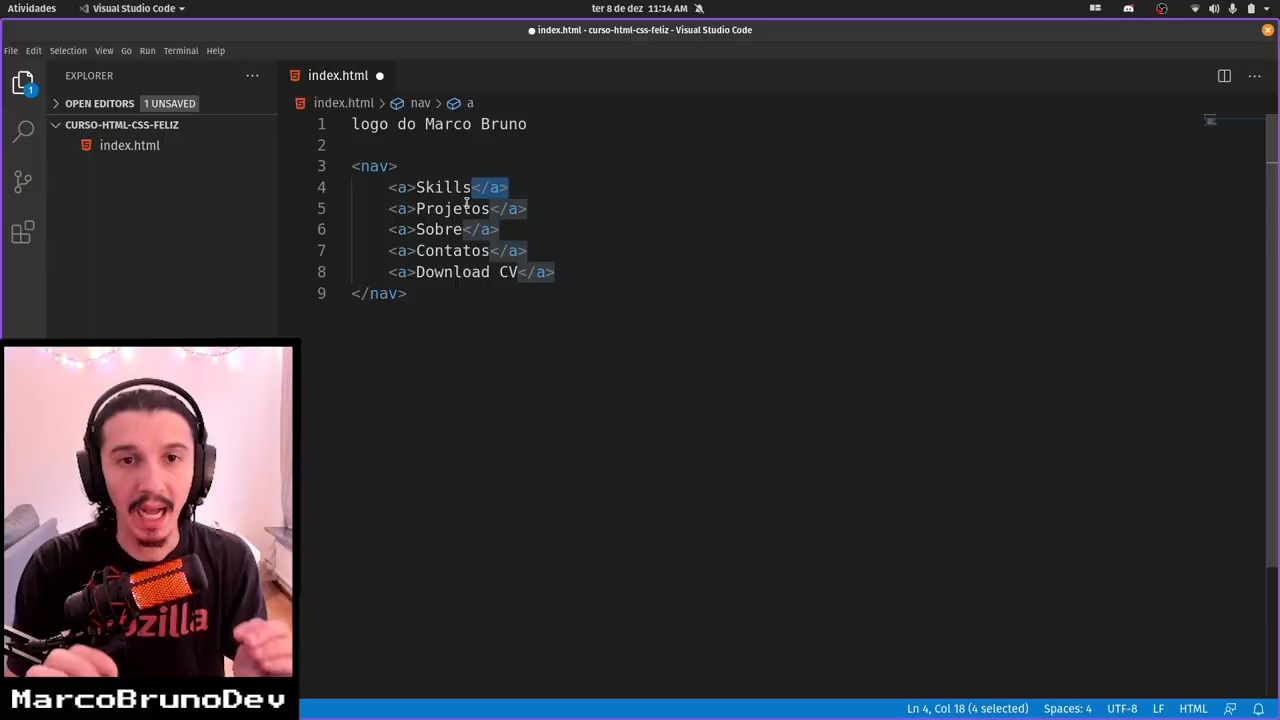 Atividades
Visual Studio Code
ter 8 de dez 11:14 AM
index.html - curso-html-css-feliz - Visual Studio Code
File Edit Selection View Go Run Terminal Help
EXPLORER
index.html
OPEN EDITORS 1 UNSAVED
index.html > nav > a
CURSO-HTML-CSS-FELIZ
index.html
1
1 logo do Marco Bruno
2
3 <nav>
4 <a>Skills</a>
5 <a>Projetos</a>
6 <a>Sobre</a>
7 <a>Contatos</a>
8 <a>Download CV</a>
9 </nav>
mozilla
MarcoBrunoDev
Ln 4, Col 18 (4 selected) Spaces: 4 UTF-8 LF HTML